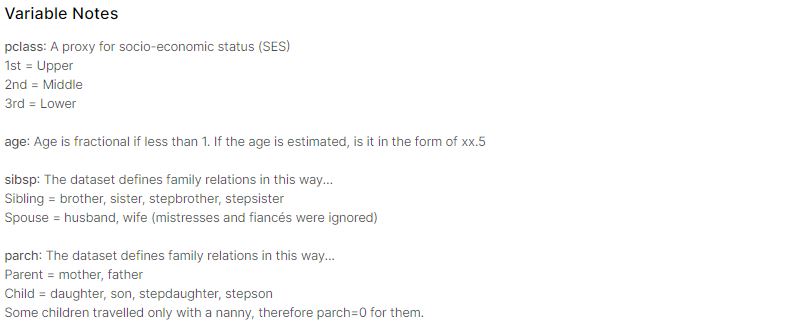 Variable Notes
pclass: A proxy for socio-economic status (SES)
1st = Upper
2nd = Middle
3rd = Lower
age: Age is fractional if less than 1. If the age is estimated, is it in the form of xx.5
sibsp: The dataset defines family relations in this way...
Sibling = brother, sister, stepbrother, stepsister
Spouse = husband, wife (mistresses and fiancés were ignored)
parch: The dataset defines family relations in this way...
Parent = mother, father
Child = daughter, son, stepdaughter, stepson
Some children travelled only with a nanny, therefore parch=0 for them.